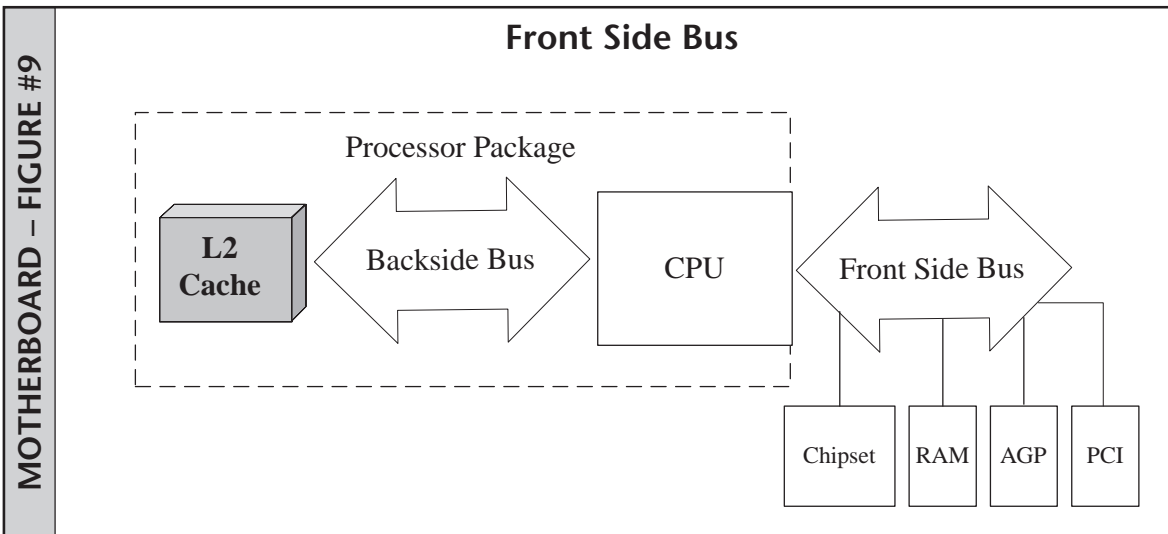 MOTHERBOARD – FIGURE #9
Front Side Bus
Processor Package
L2
Cache
Backside Bus
CPU
Front Side Bus
Chipset
RAM
AGP
PCI